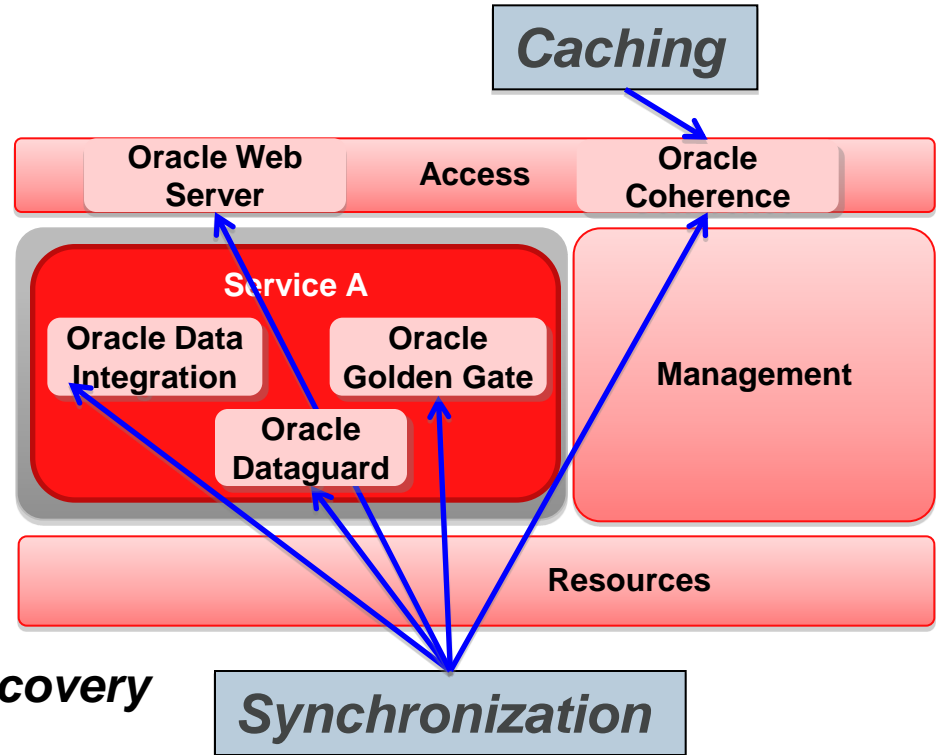 Caching
Oracle Web
Server
Access
Oracle
Coherence
Service A
Oracle Data
Integration
Oracle
Golden Gate
Oracle
Dataguard
Management
Resources
covery
Synchronization